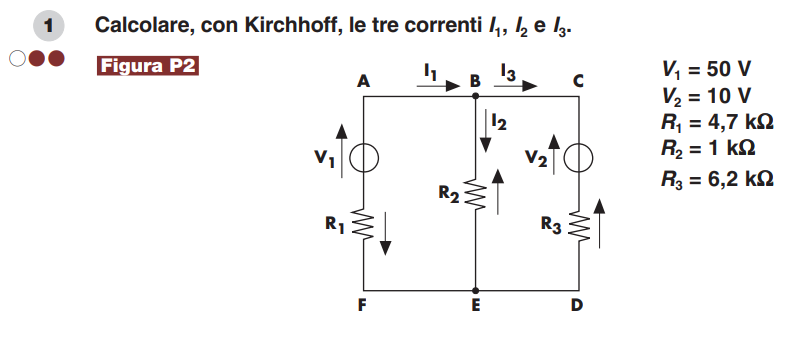 1
Calcolare, con Kirchhoff, le tre correnti I₁, I₂ e I₃.
Figura P2
I₁
I₃
A
B
C
I₂
V₁
V₂
R₂
R₁
R₃
F
E
D
V₁ = 50 V
V₂ = 10 V
R₁ = 4,7 kΩ
R₂ = 1 kΩ
R₃ = 6,2 kΩ